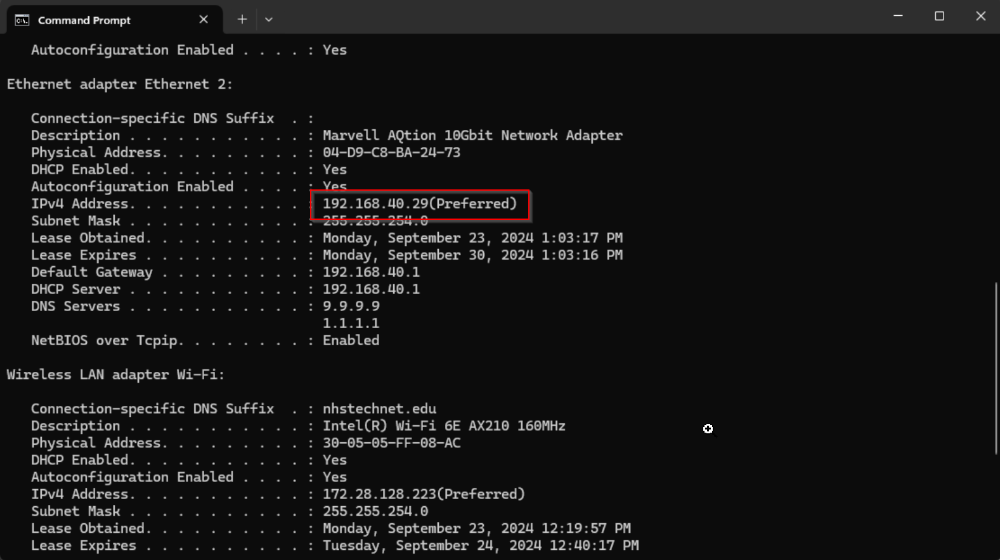 Command Prompt
Autoconfiguration Enabled . . . . : Yes
Ethernet adapter Ethernet 2:
Connection-specific DNS Suffix  . :
Description . . . . . . . . . . . : Marvell AQtion 10Gbit Network Adapter
Physical Address. . . . . . . . . : 04-D9-C8-BA-24-73
DHCP Enabled. . . . . . . . . . . : Yes
Autoconfiguration Enabled . . . . : Yes
IPv4 Address. . . . . . . . . . . : 192.168.40.29(Preferred)
Subnet Mask . . . . . . . . . . . : 255.255.254.0
Lease Obtained. . . . . . . . . . : Monday, September 23, 2024 1:03:17 PM
Lease Expires . . . . . . . . . . : Monday, September 30, 2024 1:03:16 PM
Default Gateway . . . . . . . . . : 192.168.40.1
DHCP Server . . . . . . . . . . . : 192.168.40.1
DNS Servers . . . . . . . . . . . : 9.9.9.9
1.1.1.1
NetBIOS over Tcpip. . . . . . . . : Enabled
Wireless LAN adapter Wi-Fi:
Connection-specific DNS Suffix  . : nhstechnet.edu
Description . . . . . . . . . . . : Intel(R) Wi-Fi 6E AX210 160MHz
Physical Address. . . . . . . . . : 30-05-05-FF-08-AC
DHCP Enabled. . . . . . . . . . . : Yes
Autoconfiguration Enabled . . . . : Yes
IPv4 Address. . . . . . . . . . . : 172.28.128.223(Preferred)
Subnet Mask . . . . . . . . . . . : 255.255.254.0
Lease Obtained. . . . . . . . . . : Monday, September 23, 2024 12:19:57 PM
Lease Expires . . . . . . . . . . : Tuesday, September 24, 2024 12:40:17 PM